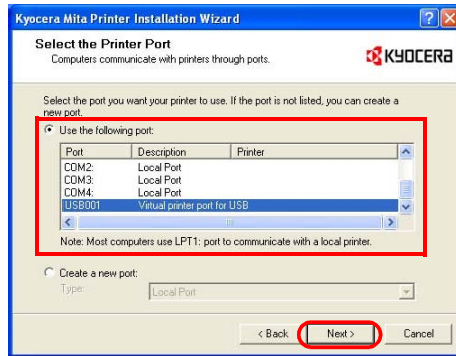 Kyocera Mita Printer Installation Wizard
Select the Printer Port
Computers communicate with printers through ports.
KYOCERA
Select the port you want your printer to use. If the port is not listed, you can create a
new port.
Use the following port:
Port Description Printer
COM2: Local Port
COM3: Local Port
COM4: Local Port
USB001 Virtual printer port for USB
Note: Most computers use LPT1: port to communicate with a local printer.
Create a new port:
Type: Local Port
< Back Next > Cancel